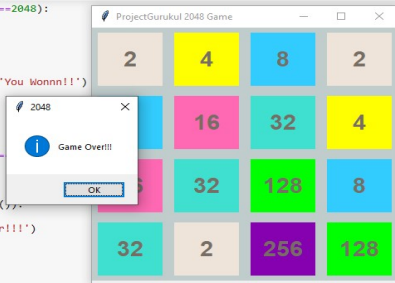 ==2048):
ProjectGurukul 2048 Game
2 4 8 2
'You Wonnn!!')
2048
16 32 4
Game Over!!!
OK
32 128 8
()):
r!!!')
32 2 256 128